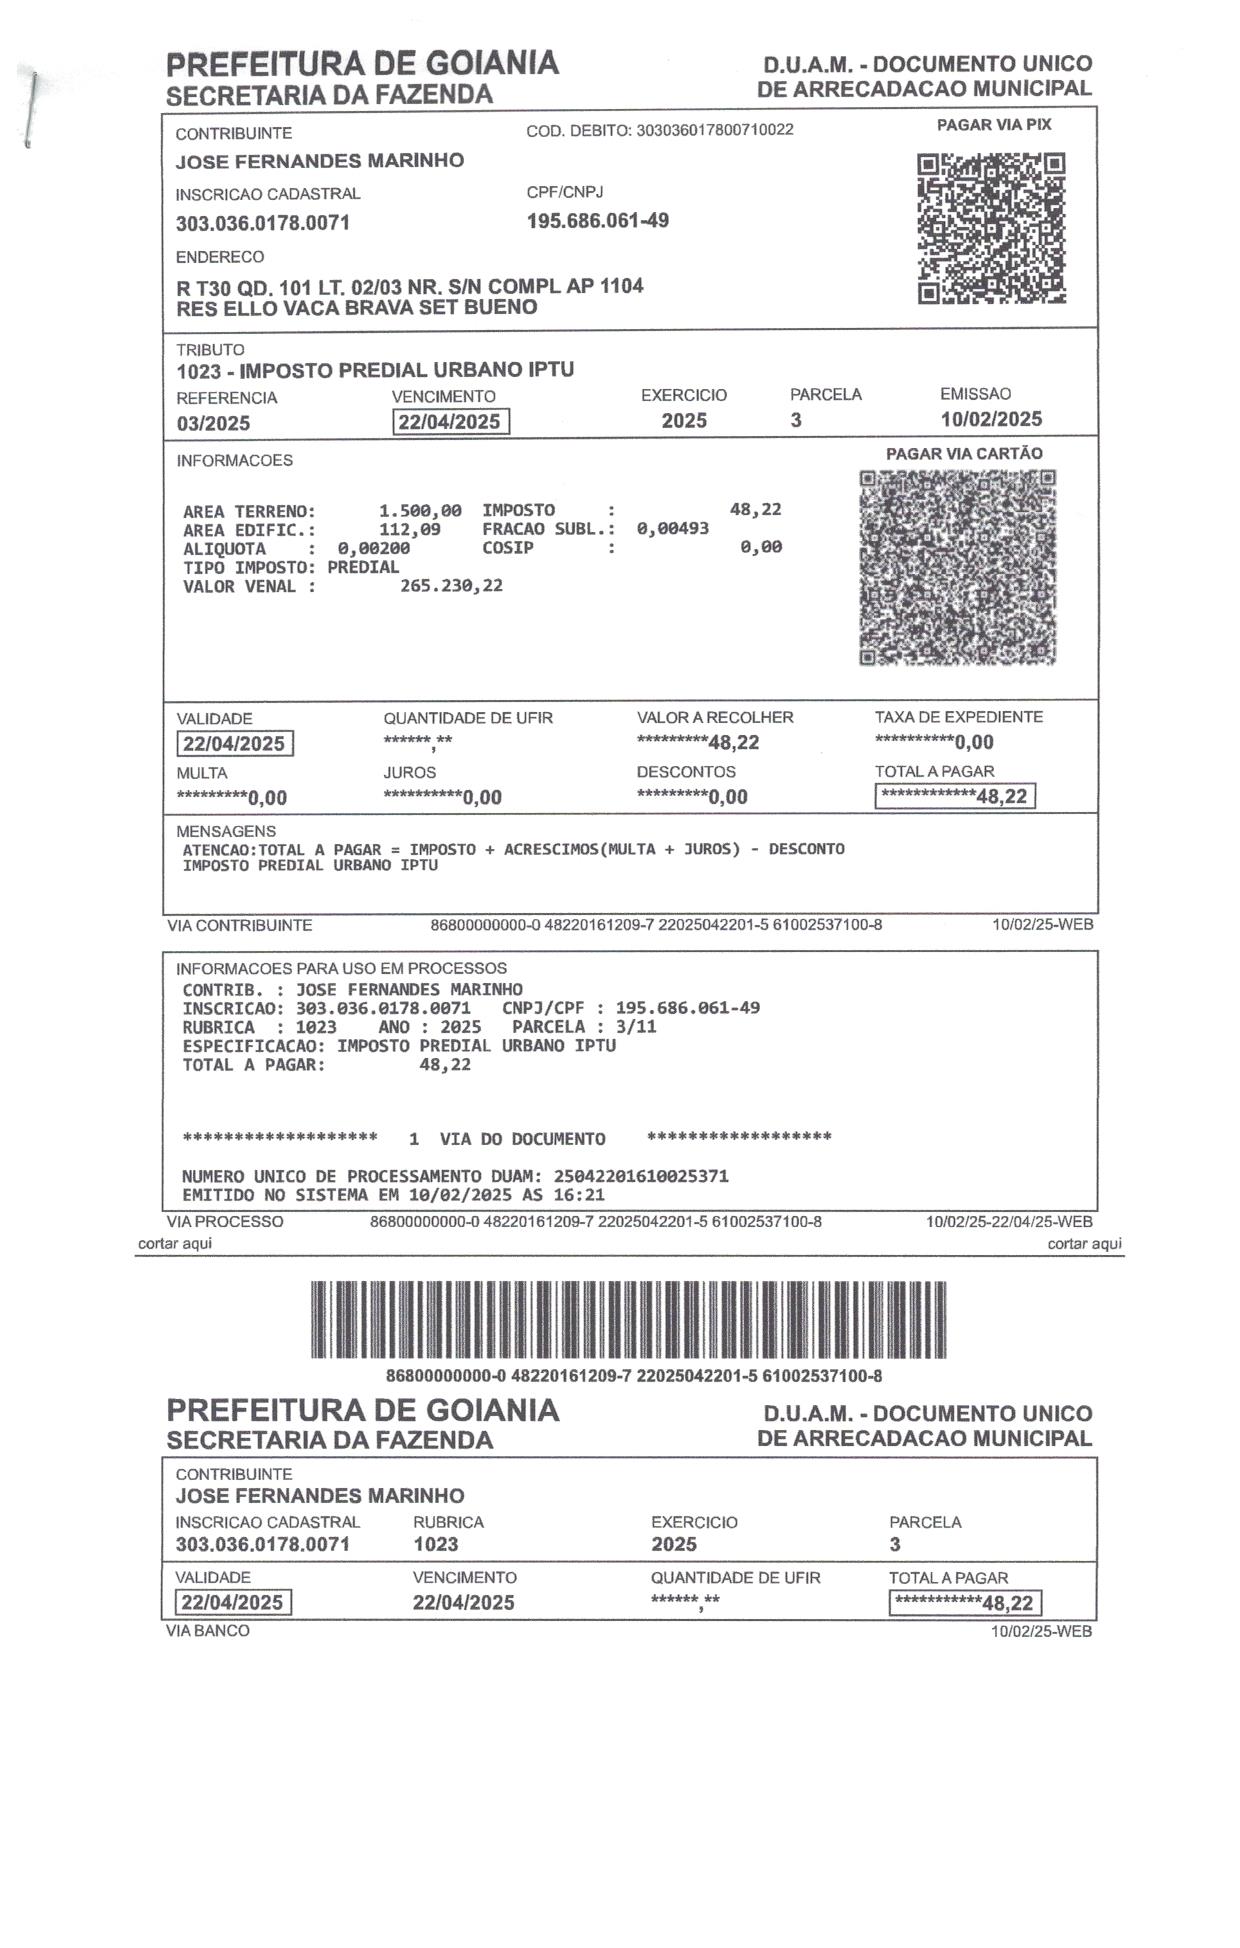 PREFEITURA DE GOIANIA
SECRETARIA DA FAZENDA
D.U.A.M. - DOCUMENTO UNICO
DE ARRECADACAO MUNICIPAL
CONTRIBUINTE
COD. DEBITO: 303036017800710022
PAGAR VIA PIX
JOSE FERNANDES MARINHO
INSCRICAO CADASTRAL
CPF/CNPJ
303.036.0178.0071
195.686.061-49
ENDERECO
R T30 QD. 101 LT. 02/03 NR. S/N COMPL AP 1104
RES ELLO VACA BRAVA SET BUENO
TRIBUTO
1023 - IMPOSTO PREDIAL URBANO IPTU
REFERENCIA VENCIMENTO EXERCICIO PARCELA EMISSAO
03/2025 22/04/2025 2025 3 10/02/2025
INFORMACOES
PAGAR VIA CARTÃO
AREA TERRENO: 1.500,00 IMPOSTO : 48,22
AREA EDIFIC.: 112,09 FRACAO SUBL.: 0,00493
ALIQUOTA : 0,00200 COSIP : 0,00
TIPO IMPOSTO: PREDIAL
VALOR VENAL : 265.230,22
VALIDADE QUANTIDADE DE UFIR VALOR A RECOLHER TAXA DE EXPEDIENTE
22/04/2025 ******,** *********48,22 **********0,00
MULTA JUROS DESCONTOS TOTAL A PAGAR
*********0,00 **********0,00 *********0,00 ************48,22
MENSAGENS
ATENCAO:TOTAL A PAGAR = IMPOSTO + ACRESCIMOS(MULTA + JUROS) - DESCONTO
IMPOSTO PREDIAL URBANO IPTU
VIA CONTRIBUINTE 86800000000-0 48220161209-7 22025042201-5 61002537100-8 10/02/25-WEB
INFORMACOES PARA USO EM PROCESSOS
CONTRIB. : JOSE FERNANDES MARINHO
INSCRICAO: 303.036.0178.0071 CNPJ/CPF : 195.686.061-49
RUBRICA : 1023 ANO : 2025 PARCELA : 3/11
ESPECIFICACAO: IMPOSTO PREDIAL URBANO IPTU
TOTAL A PAGAR: 48,22
******************* 1 VIA DO DOCUMENTO ******************
NUMERO UNICO DE PROCESSAMENTO DUAM: 25042201610025371
EMITIDO NO SISTEMA EM 10/02/2025 AS 16:21
VIA PROCESSO 86800000000-0 48220161209-7 22025042201-5 61002537100-8 10/02/25-22/04/25-WEB
cortar aqui cortar aqui
86800000000-0 48220161209-7 22025042201-5 61002537100-8
PREFEITURA DE GOIANIA
SECRETARIA DA FAZENDA
D.U.A.M. - DOCUMENTO UNICO
DE ARRECADACAO MUNICIPAL
CONTRIBUINTE
JOSE FERNANDES MARINHO
INSCRICAO CADASTRAL RUBRICA EXERCICIO PARCELA
303.036.0178.0071 1023 2025 3
VALIDADE VENCIMENTO QUANTIDADE DE UFIR TOTAL A PAGAR
22/04/2025 22/04/2025 ******,** ***********48,22
VIA BANCO 10/02/25-WEB